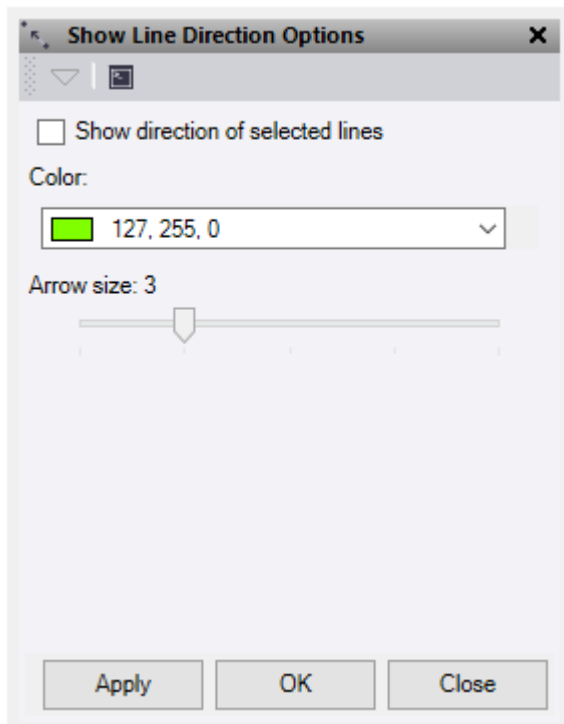 Show Line Direction Options
Show direction of selected lines
Color:
127, 255, 0
Arrow size: 3
Apply OK Close